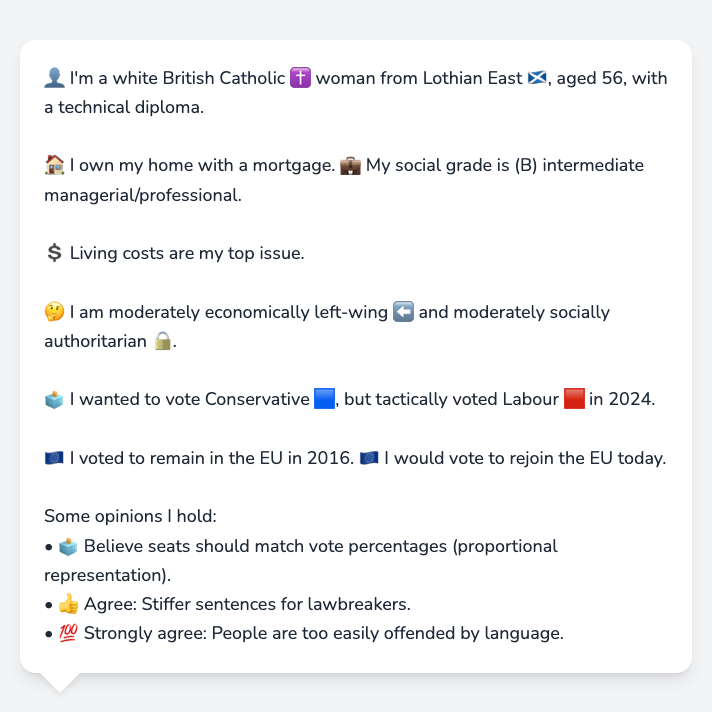 👤 I'm a white British Catholic ✝️ woman from Lothian East 🏴󠁧󠁢󠁳󠁣󠁴󠁿, aged 56, with
a technical diploma.
🏠 I own my home with a mortgage. 💼 My social grade is (B) intermediate
managerial/professional.
💲 Living costs are my top issue.
🤔 I am moderately economically left-wing ⬅️ and moderately socially
authoritarian 🔒.
🗳️ I wanted to vote Conservative 🟦, but tactically voted Labour 🟥 in 2024.
🇪🇺 I voted to remain in the EU in 2016. 🇪🇺 I would vote to rejoin the EU today.
Some opinions I hold:
• 🗳️ Believe seats should match vote percentages (proportional
representation).
• 👍 Agree: Stiffer sentences for lawbreakers.
• 💯 Strongly agree: People are too easily offended by language.